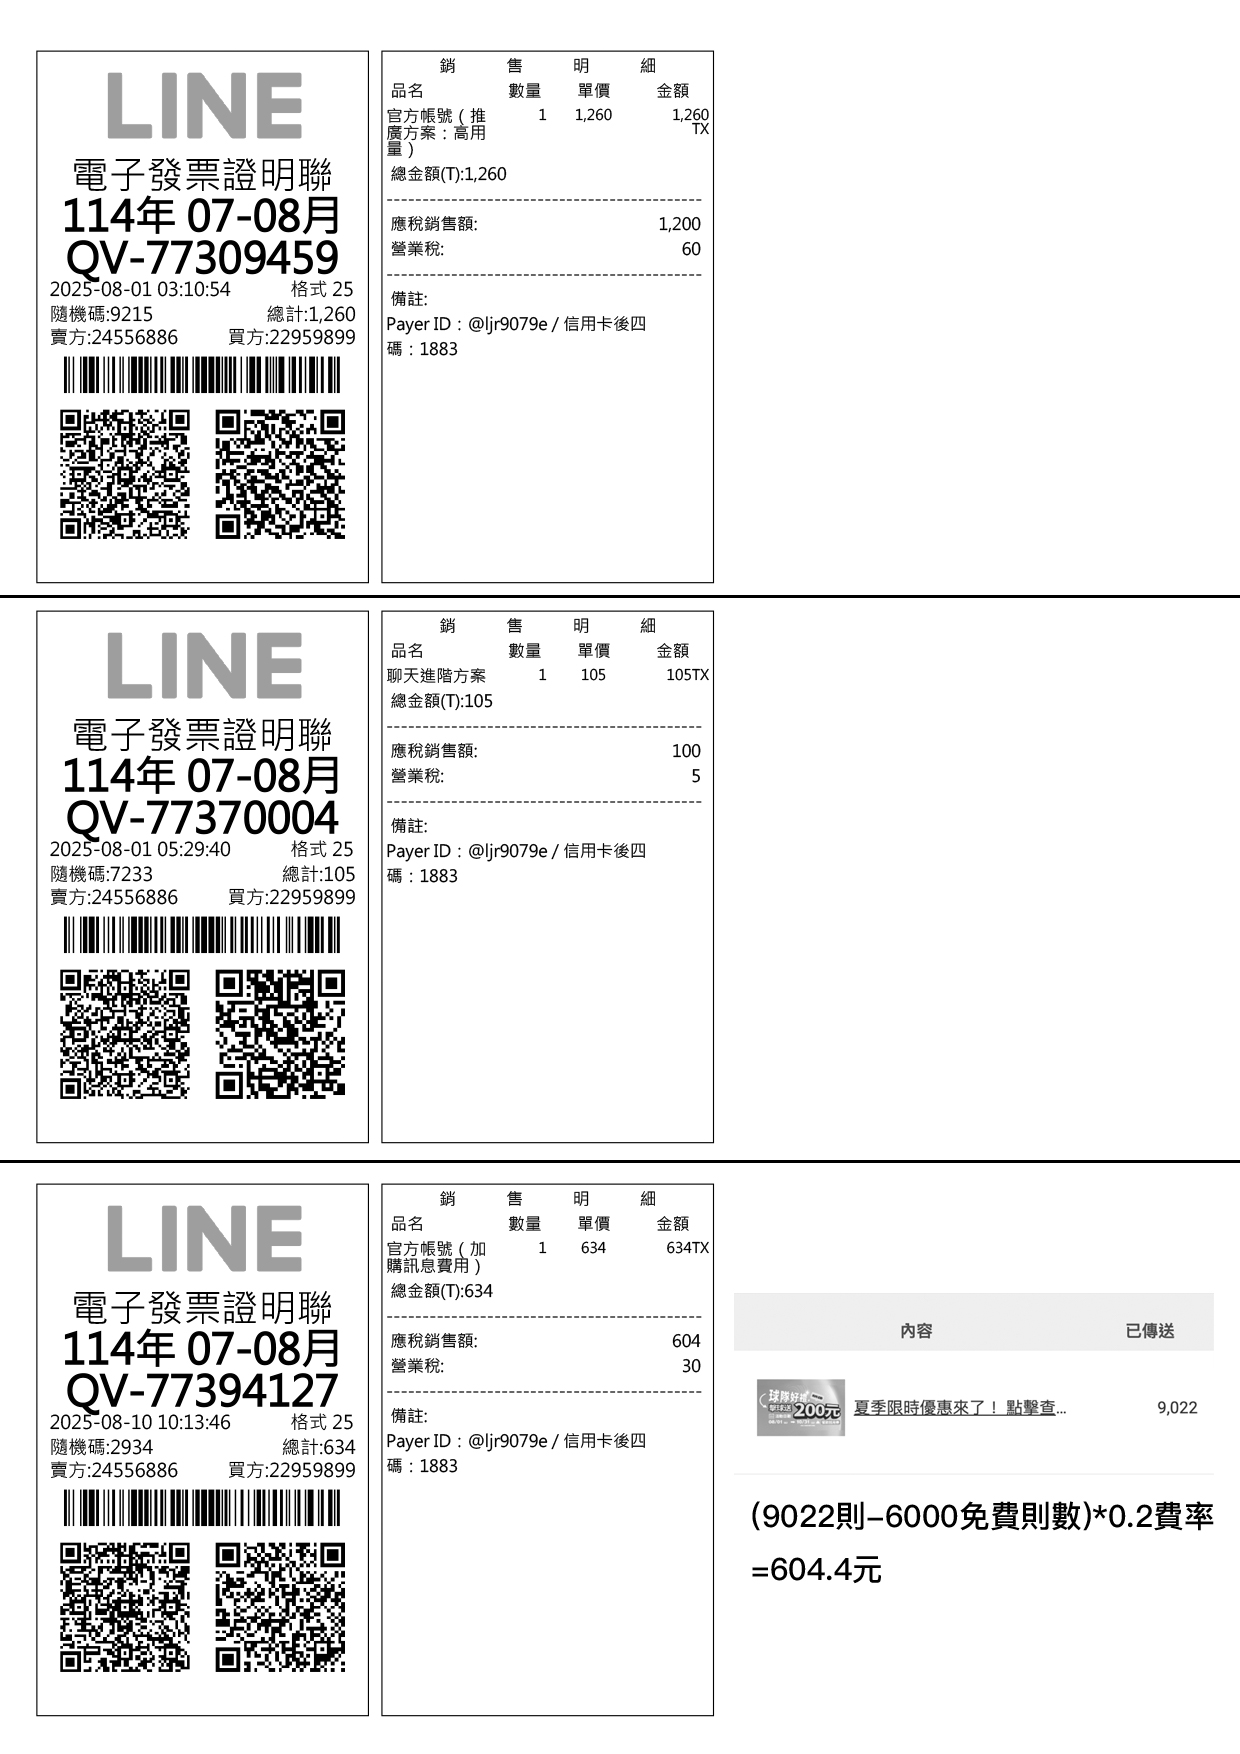 LINE
電子發票證明聯
114年 07-08月
QV-77309459
2025-08-01 03:10:54 格式 25
隨機碼:9215 總計:1,260
賣方:24556886 買方:22959899
銷 售 明 細
品名 數量 單價 金額
官方帳號（推 1 1,260 1,260
廣方案：高用 TX
量）
總金額(T):1,260
應稅銷售額: 1,200
營業稅: 60
備註:
Payer ID：@ljr9079e / 信用卡後四
碼：1883
LINE
電子發票證明聯
114年 07-08月
QV-77370004
2025-08-01 05:29:40 格式 25
隨機碼:7233 總計:105
賣方:24556886 買方:22959899
銷 售 明 細
品名 數量 單價 金額
聊天進階方案 1 105 105TX
總金額(T):105
應稅銷售額: 100
營業稅: 5
備註:
Payer ID：@ljr9079e / 信用卡後四
碼：1883
LINE
電子發票證明聯
114年 07-08月
QV-77394127
2025-08-10 10:13:46 格式 25
隨機碼:2934 總計:634
賣方:24556886 買方:22959899
銷 售 明 細
品名 數量 單價 金額
官方帳號（加 1 634 634TX
購訊息費用）
總金額(T):634
應稅銷售額: 604
營業稅: 30
備註:
Payer ID：@ljr9079e / 信用卡後四
碼：1883
內容 已傳送
球隊好禮
200元
夏季限時優惠來了！ 點擊查... 9,022
(9022則–6000免費則數)*0.2費率
=604.4元